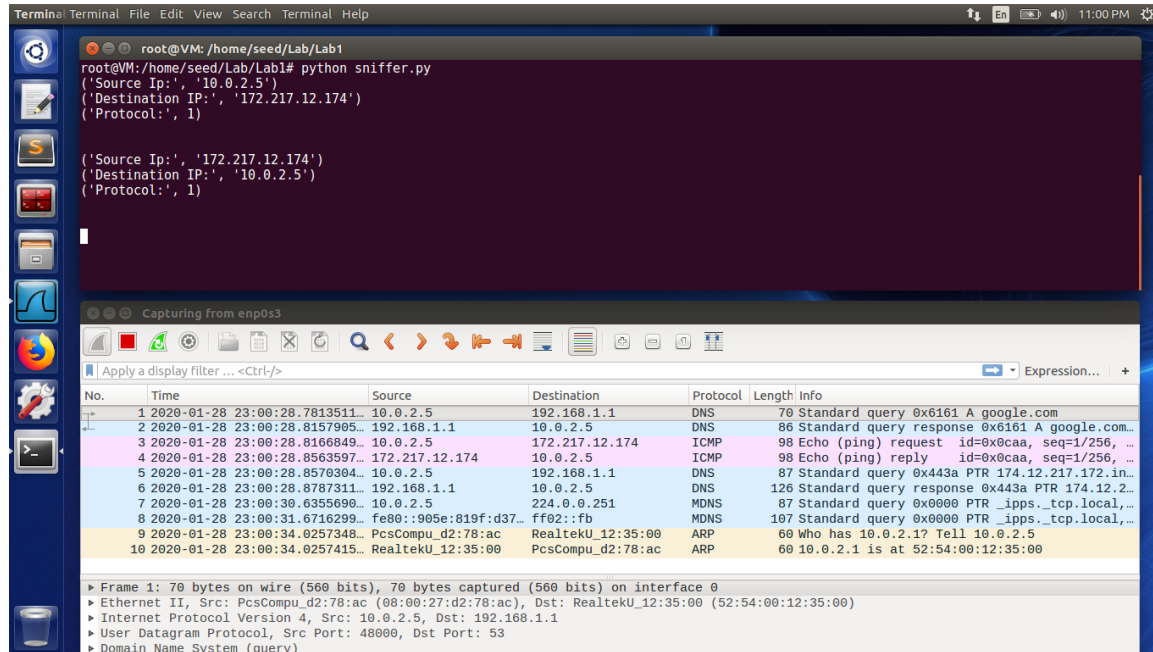 Terminal Terminal File Edit View Search Terminal Help En 11:00 PM
root@VM: /home/seed/Lab/Lab1
root@VM:/home/seed/Lab/Lab1# python sniffer.py
('Source Ip:', '10.0.2.5')
('Destination IP:', '172.217.12.174')
('Protocol:', 1)
('Source Ip:', '172.217.12.174')
('Destination IP:', '10.0.2.5')
('Protocol:', 1)
Capturing from enp0s3
Apply a display filter … <Ctrl-/> Expression… +
No. Time Source Destination Protocol Length Info
1 2020-01-28 23:00:28.7813511… 10.0.2.5 192.168.1.1 DNS 70 Standard query 0x6161 A google.com
2 2020-01-28 23:00:28.8157905… 192.168.1.1 10.0.2.5 DNS 86 Standard query response 0x6161 A google.com…
3 2020-01-28 23:00:28.8166849… 10.0.2.5 172.217.12.174 ICMP 98 Echo (ping) request id=0x0caa, seq=1/256, …
4 2020-01-28 23:00:28.8563597… 172.217.12.174 10.0.2.5 ICMP 98 Echo (ping) reply id=0x0caa, seq=1/256, …
5 2020-01-28 23:00:28.8570304… 10.0.2.5 192.168.1.1 DNS 87 Standard query 0x443a PTR 174.12.217.172.in…
6 2020-01-28 23:00:28.8787311… 192.168.1.1 10.0.2.5 DNS 126 Standard query response 0x443a PTR 174.12.2…
7 2020-01-28 23:00:30.6355690… 10.0.2.5 224.0.0.251 MDNS 87 Standard query 0x0000 PTR _ipps._tcp.local,…
8 2020-01-28 23:00:31.6716299… fe80::905e:819f:d37… ff02::fb MDNS 107 Standard query 0x0000 PTR _ipps._tcp.local,…
9 2020-01-28 23:00:34.0257348… PcsCompu_d2:78:ac RealtekU_12:35:00 ARP 60 Who has 10.0.2.1? Tell 10.0.2.5
10 2020-01-28 23:00:34.0257415… RealtekU_12:35:00 PcsCompu_d2:78:ac ARP 60 10.0.2.1 is at 52:54:00:12:35:00
Frame 1: 70 bytes on wire (560 bits), 70 bytes captured (560 bits) on interface 0
Ethernet II, Src: PcsCompu_d2:78:ac (08:00:27:d2:78:ac), Dst: RealtekU_12:35:00 (52:54:00:12:35:00)
Internet Protocol Version 4, Src: 10.0.2.5, Dst: 192.168.1.1
User Datagram Protocol, Src Port: 48000, Dst Port: 53
Domain Name System (query)